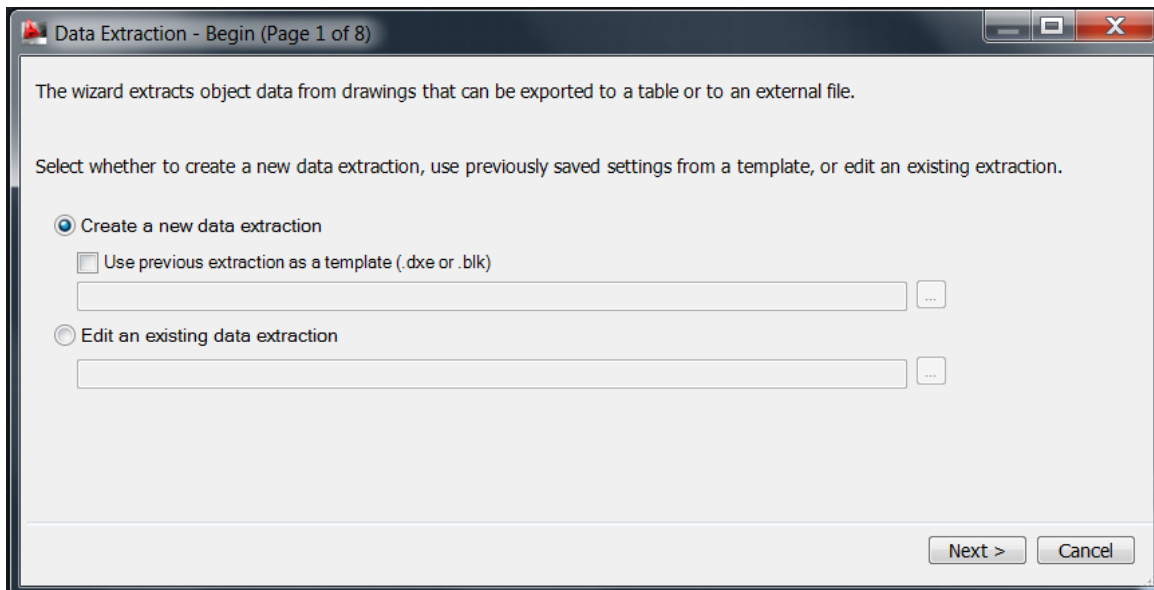 Data Extraction - Begin (Page 1 of 8)
The wizard extracts object data from drawings that can be exported to a table or to an external file.
Select whether to create a new data extraction, use previously saved settings from a template, or edit an existing extraction.
Create a new data extraction
Use previous extraction as a template (.dxe or .blk)
...
Edit an existing data extraction
...
Next > Cancel